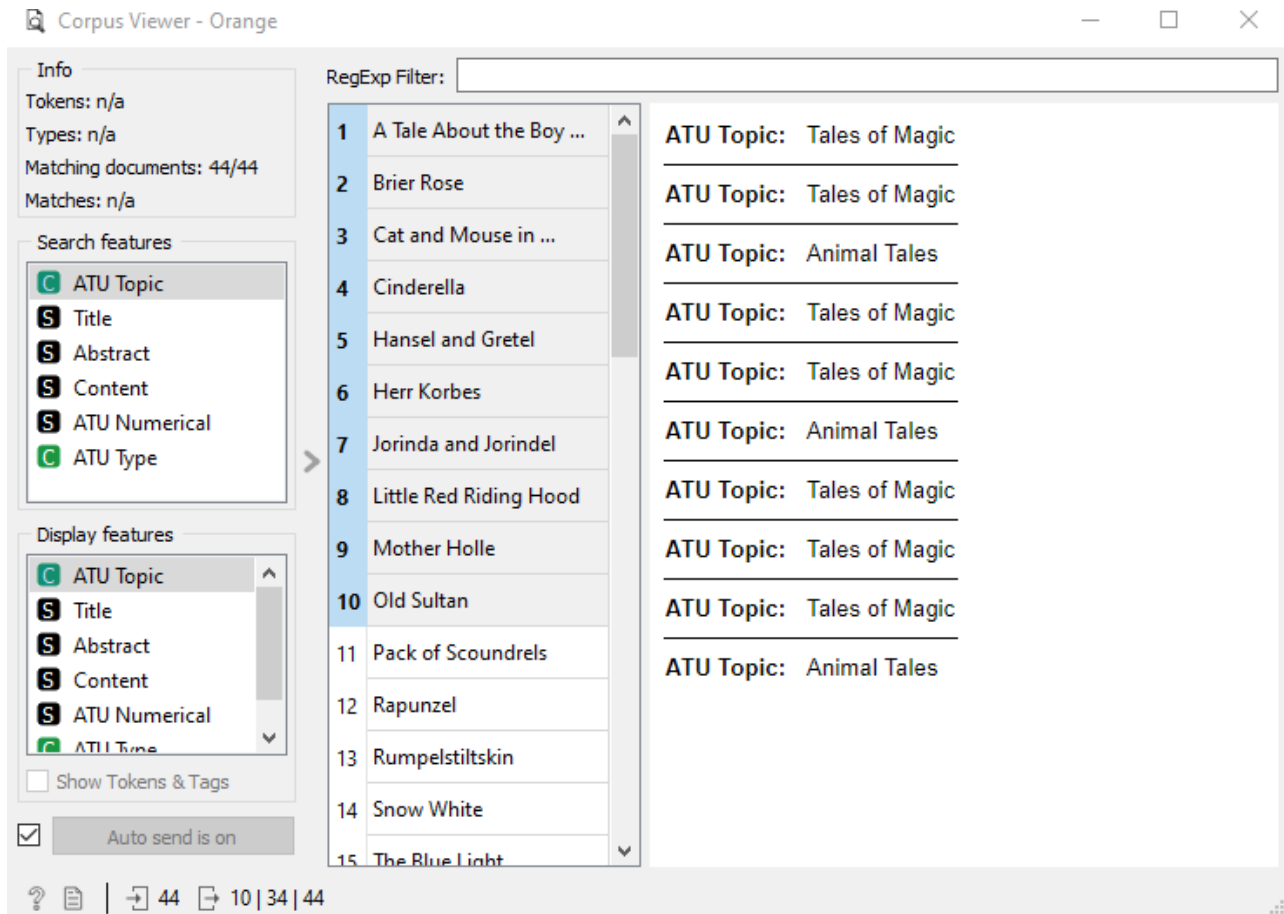 Corpus Viewer - Orange
Info
Tokens: n/a
Types: n/a
Matching documents: 44/44
Matches: n/a
Search features
C ATU Topic
S Title
S Abstract
S Content
S ATU Numerical
C ATU Type
Display features
C ATU Topic
S Title
S Abstract
S Content
S ATU Numerical
C ATU Type
Show Tokens & Tags
Auto send is on
RegExp Filter:
1 A Tale About the Boy ...
2 Brier Rose
3 Cat and Mouse in ...
4 Cinderella
5 Hansel and Gretel
6 Herr Korbes
7 Jorinda and Jorindel
8 Little Red Riding Hood
9 Mother Holle
10 Old Sultan
11 Pack of Scoundrels
12 Rapunzel
13 Rumpelstiltskin
14 Snow White
15 The Blue Light
ATU Topic: Tales of Magic
ATU Topic: Tales of Magic
ATU Topic: Animal Tales
ATU Topic: Tales of Magic
ATU Topic: Tales of Magic
ATU Topic: Animal Tales
ATU Topic: Tales of Magic
ATU Topic: Tales of Magic
ATU Topic: Tales of Magic
ATU Topic: Animal Tales
? | 44 10 | 34 | 44